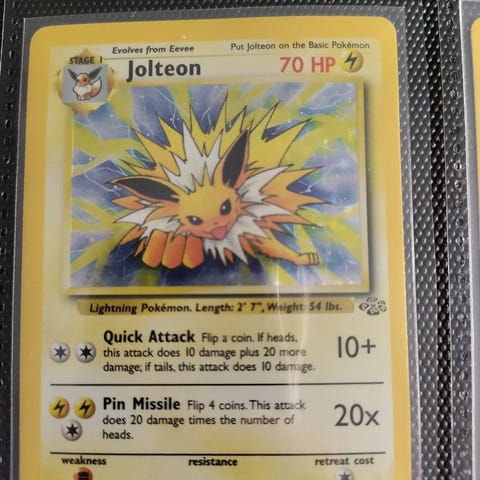 Evolves from Eevee Put Jolteon on the Basic Pokémon
STAGE 1
Jolteon 70 HP
Lightning Pokémon. Length: 2' 7", Weight: 54 lbs.
Quick Attack Flip a coin. If heads,
this attack does 10 damage plus 20 more
damage; if tails, this attack does 10 damage.
10+
Pin Missile Flip 4 coins. This attack
does 20 damage times the number of
heads.
20x
weakness resistance retreat cost